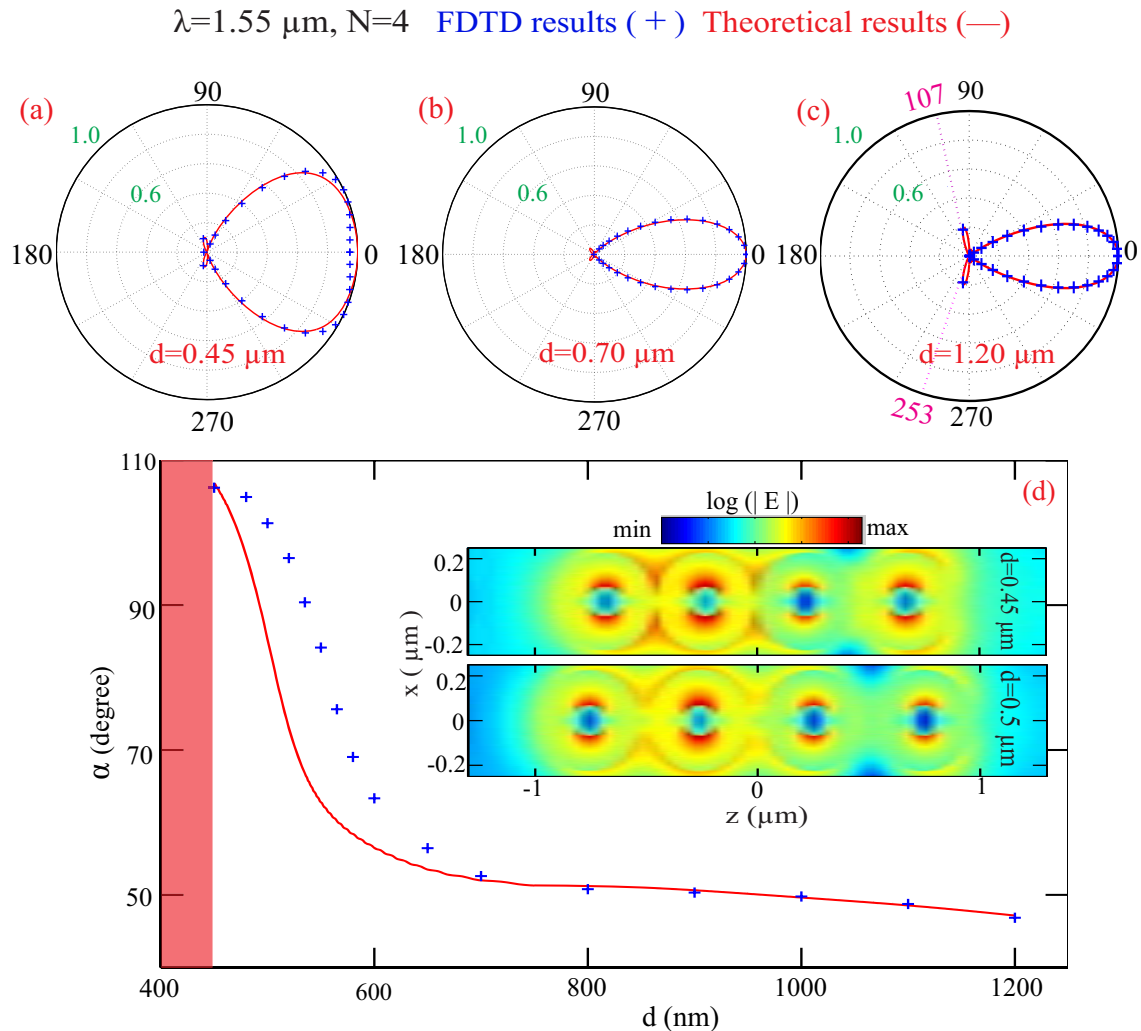 λ=1.55 µm, N=4 FDTD results ( + ) Theoretical results (—)
(a)
90
1.0
0.6
180
0
d=0.45 µm
270
(b)
90
0.6
180
0
d=0.70 µm
270
(c)
107
90
1.0
0.6
180
0
d=1.20 µm
253
270
(d)
log (| E |)
min
max
0.2
0
-0.2
d=0.45 µm
0.2
0
-0.2
d=0.5 µm
x ( µm )
-1
0
1
z (µm)
110
90
70
50
α (degree)
400
600
800
1000
1200
d (nm)